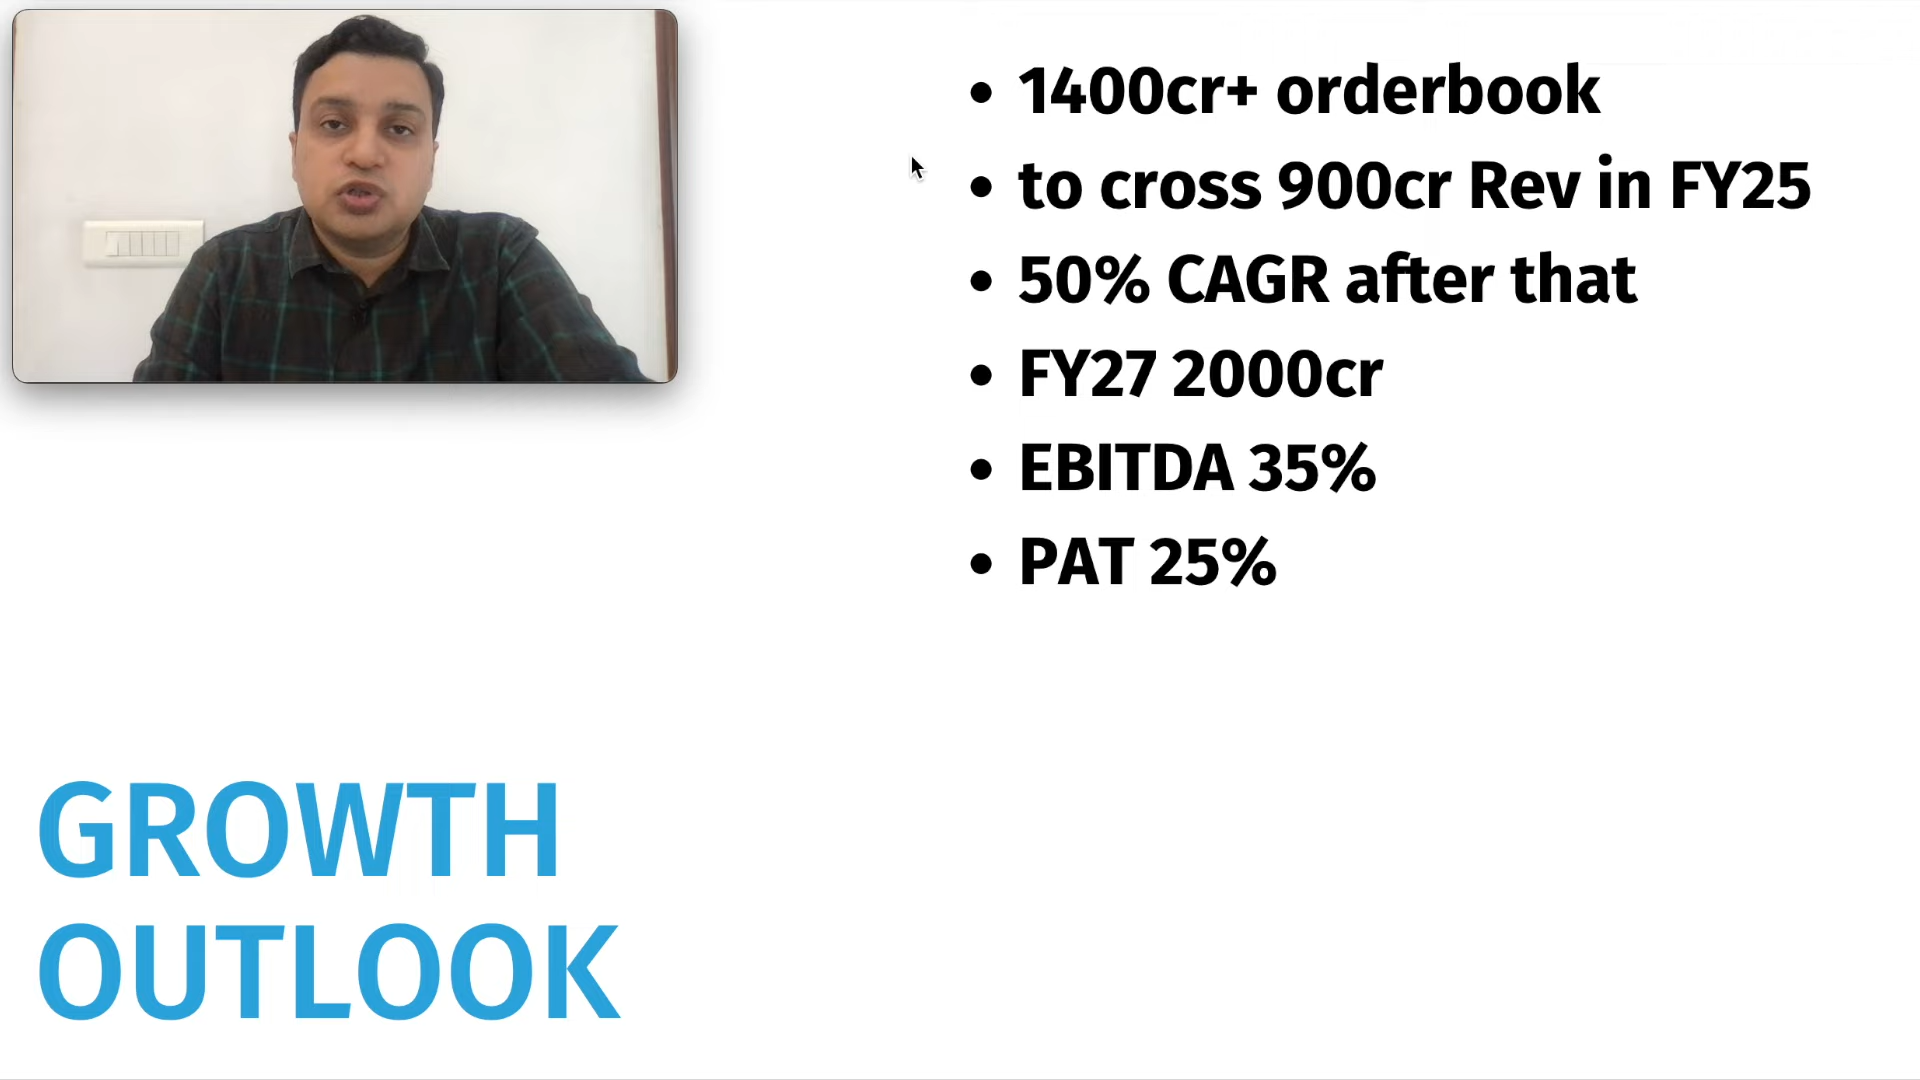 • 1400cr+ orderbook
• to cross 900cr Rev in FY25
• 50% CAGR after that
• FY27 2000cr
• EBITDA 35%
• PAT 25%
GROWTH
OUTLOOK